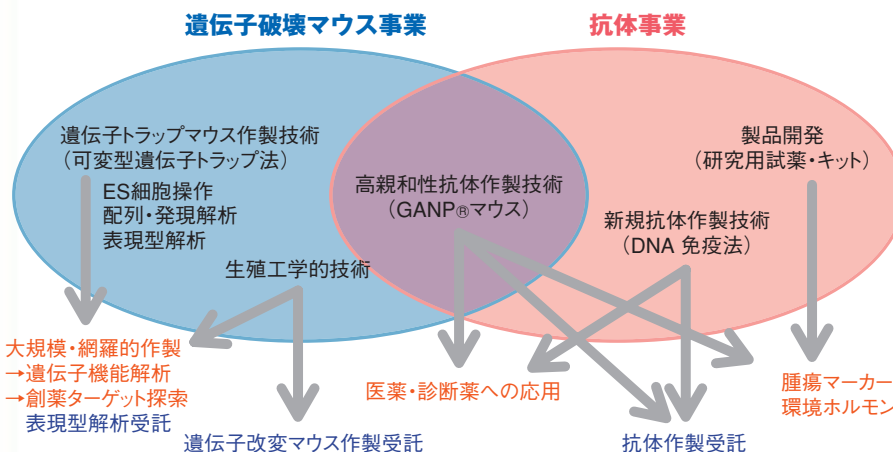 遺伝子破壊マウス事業
抗体事業
遺伝子トラップマウス作製技術
（可変型遺伝子トラップ法）
ES細胞操作
配列・発現解析
表現型解析
生殖工学的技術
高親和性抗体作製技術
（GANP®マウス）
製品開発
（研究用試薬・キット）
新規抗体作製技術
（DNA 免疫法）
大規模・網羅的作製
→遺伝子機能解析
→創薬ターゲット探索
表現型解析受託
遺伝子改変マウス作製受託
医薬・診断薬への応用
抗体作製受託
腫瘍マーカー
環境ホルモン